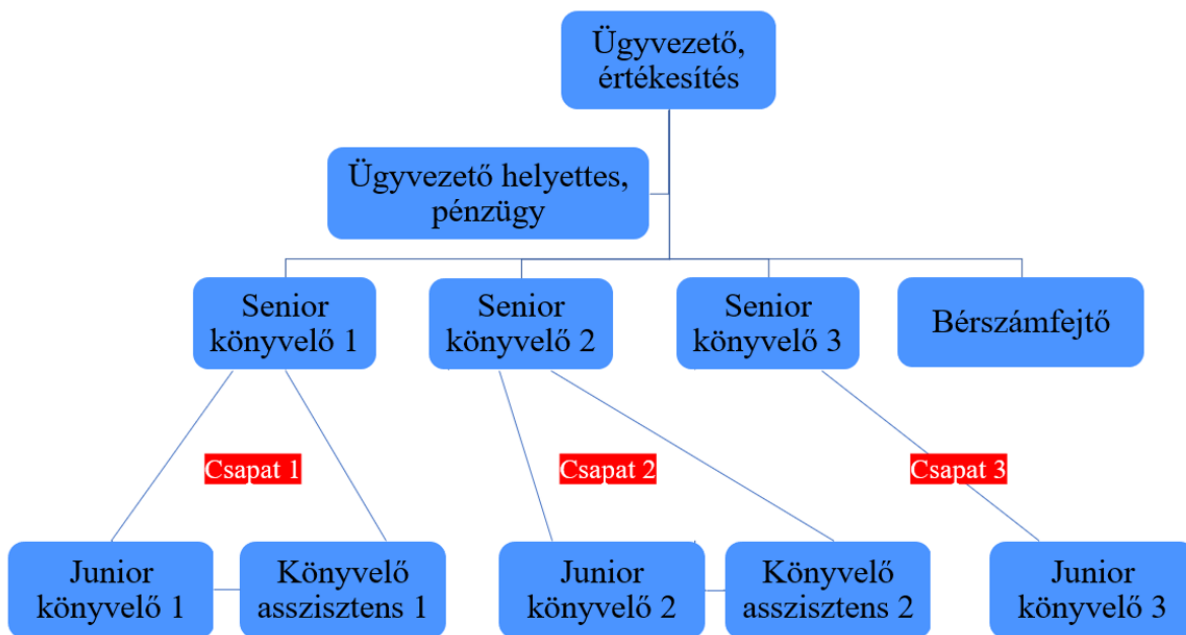 Ügyvezető,
értékesítés
Ügyvezető helyettes,
pénzügy
Senior
könyvelő 1
Senior
könyvelő 2
Senior
könyvelő 3
Bérszámfejtő
Csapat 1
Csapat 2
Csapat 3
Junior
könyvelő 1
Könyvelő
asszisztens 1
Junior
könyvelő 2
Könyvelő
asszisztens 2
Junior
könyvelő 3